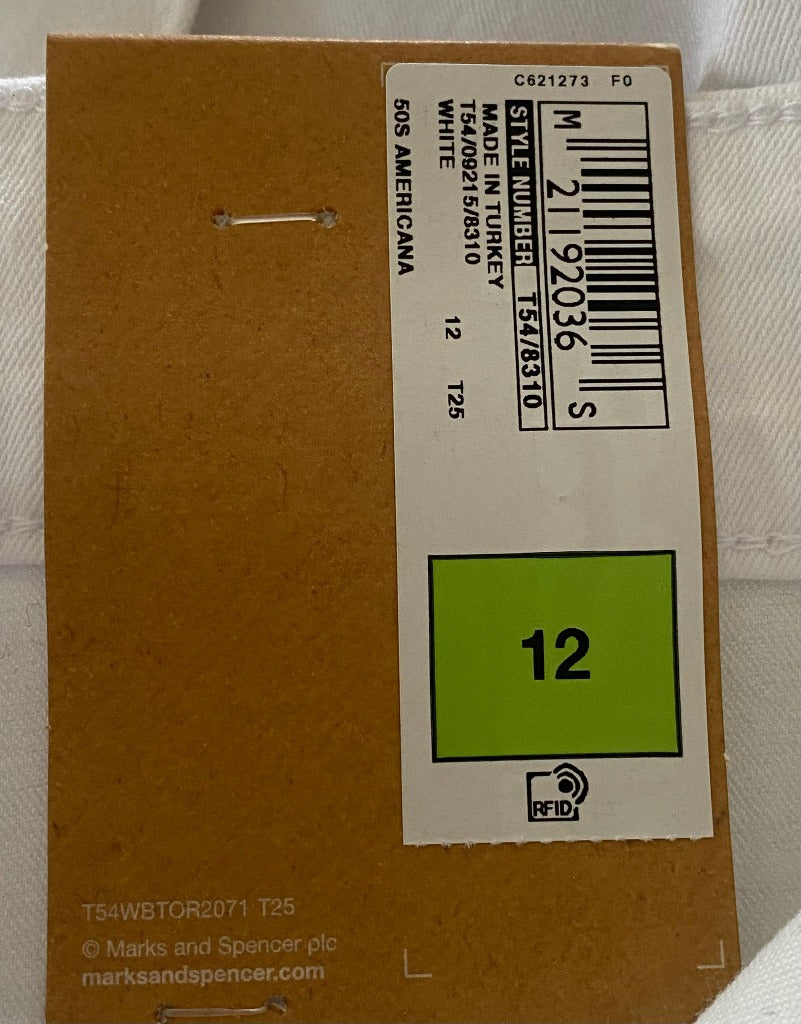 C621273 F0
M 21192036 S
STYLE NUMBER T54/8310
MADE IN TURKEY
T54/09215/8310
WHITE 12 T25
50S AMERICANA
12
RFID
T54WBTOR2071 T25
© Marks and Spencer plc
marksandspencer.com